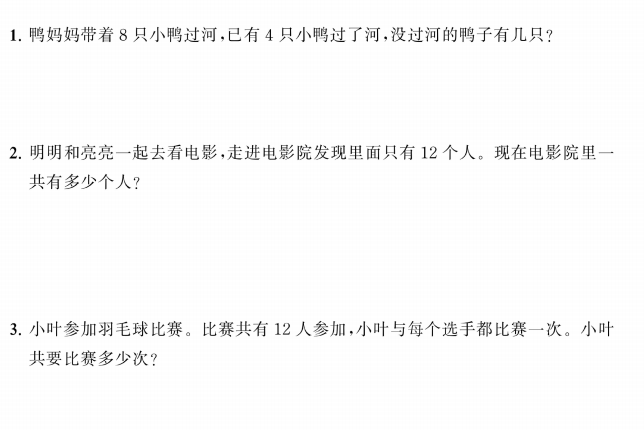 1. 鸭妈妈带着 8 只小鸭过河,已有 4 只小鸭过了河,没过河的鸭子有几只?
2. 明明和亮亮一起去看电影,走进电影院发现里面只有 12 个人。现在电影院里一
共有多少个人?
3. 小叶参加羽毛球比赛。比赛共有 12 人参加,小叶与每个选手都比赛一次。小叶
共要比赛多少次?